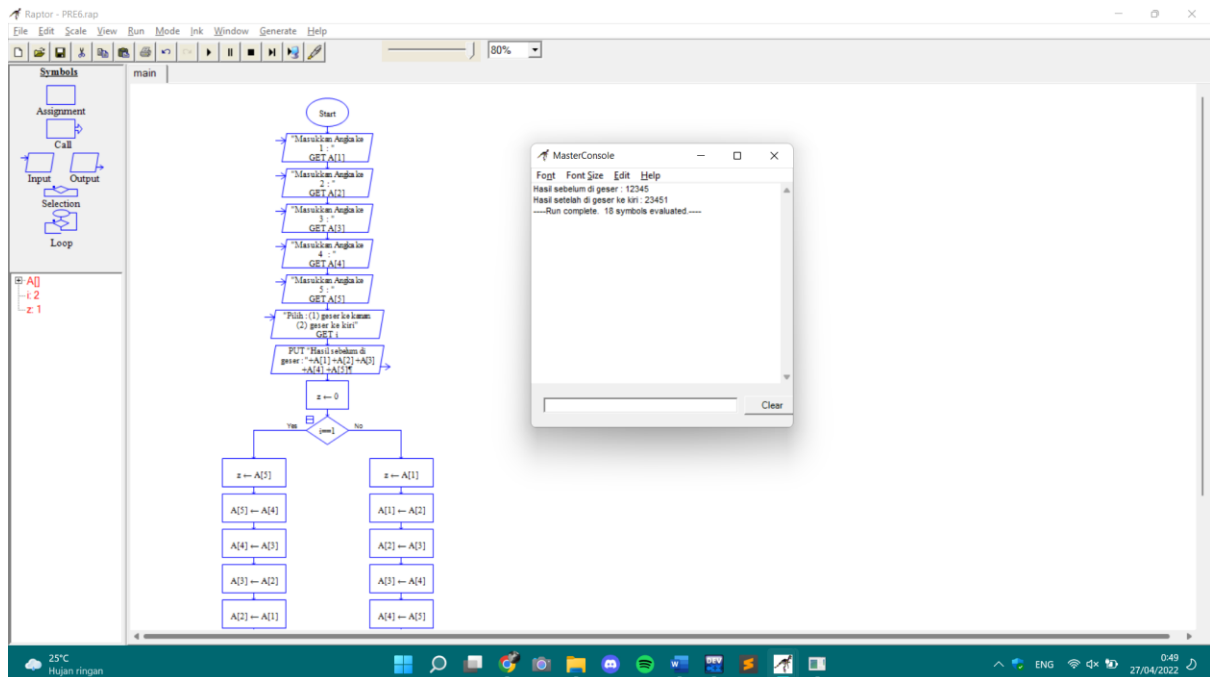 Raptor - PRE6.rap
File Edit Scale View Run Mode Ink Window Generate Help
80%
Symbols
main
Assignment
Call
Input Output
Selection
Loop
A[]
i: 2
z: 1
Start
"Masukkan Angka ke
1 : "
GET A[1]
"Masukkan Angka ke
2 : "
GET A[2]
"Masukkan Angka ke
3 : "
GET A[3]
"Masukkan Angka ke
4 : "
GET A[4]
"Masukkan Angka ke
5 : "
GET A[5]
"Pilih : (1) geser ke kanan
(2) geser ke kiri"
GET i
PUT "Hasil sebelum di
geser : "+A[1] +A[2] +A[3]
+A[4] +A[5]¶
z ← 0
Yes
i==1
No
z ← A[5]
A[5] ← A[4]
A[4] ← A[3]
A[3] ← A[2]
A[2] ← A[1]
z ← A[1]
A[1] ← A[2]
A[2] ← A[3]
A[3] ← A[4]
A[4] ← A[5]
MasterConsole
Font Font Size Edit Help
Hasil sebelum di geser : 12345
Hasil setelah di geser ke kiri : 23451
----Run complete. 18 symbols evaluated.----
Clear
25°C
Hujan ringan
DEV
ENG
0:49
27/04/2022